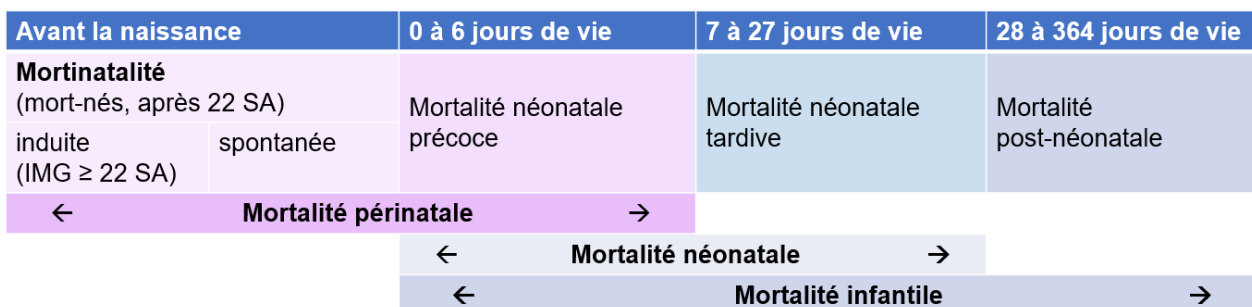 Avant la naissance
0 à 6 jours de vie
7 à 27 jours de vie
28 à 364 jours de vie
Mortinatalité
(mort-nés, après 22 SA)
induite
(IMG ≥ 22 SA)
spontanée
Mortalité néonatale
précoce
Mortalité néonatale
tardive
Mortalité
post-néonatale
← Mortalité périnatale →
← Mortalité néonatale →
← Mortalité infantile →